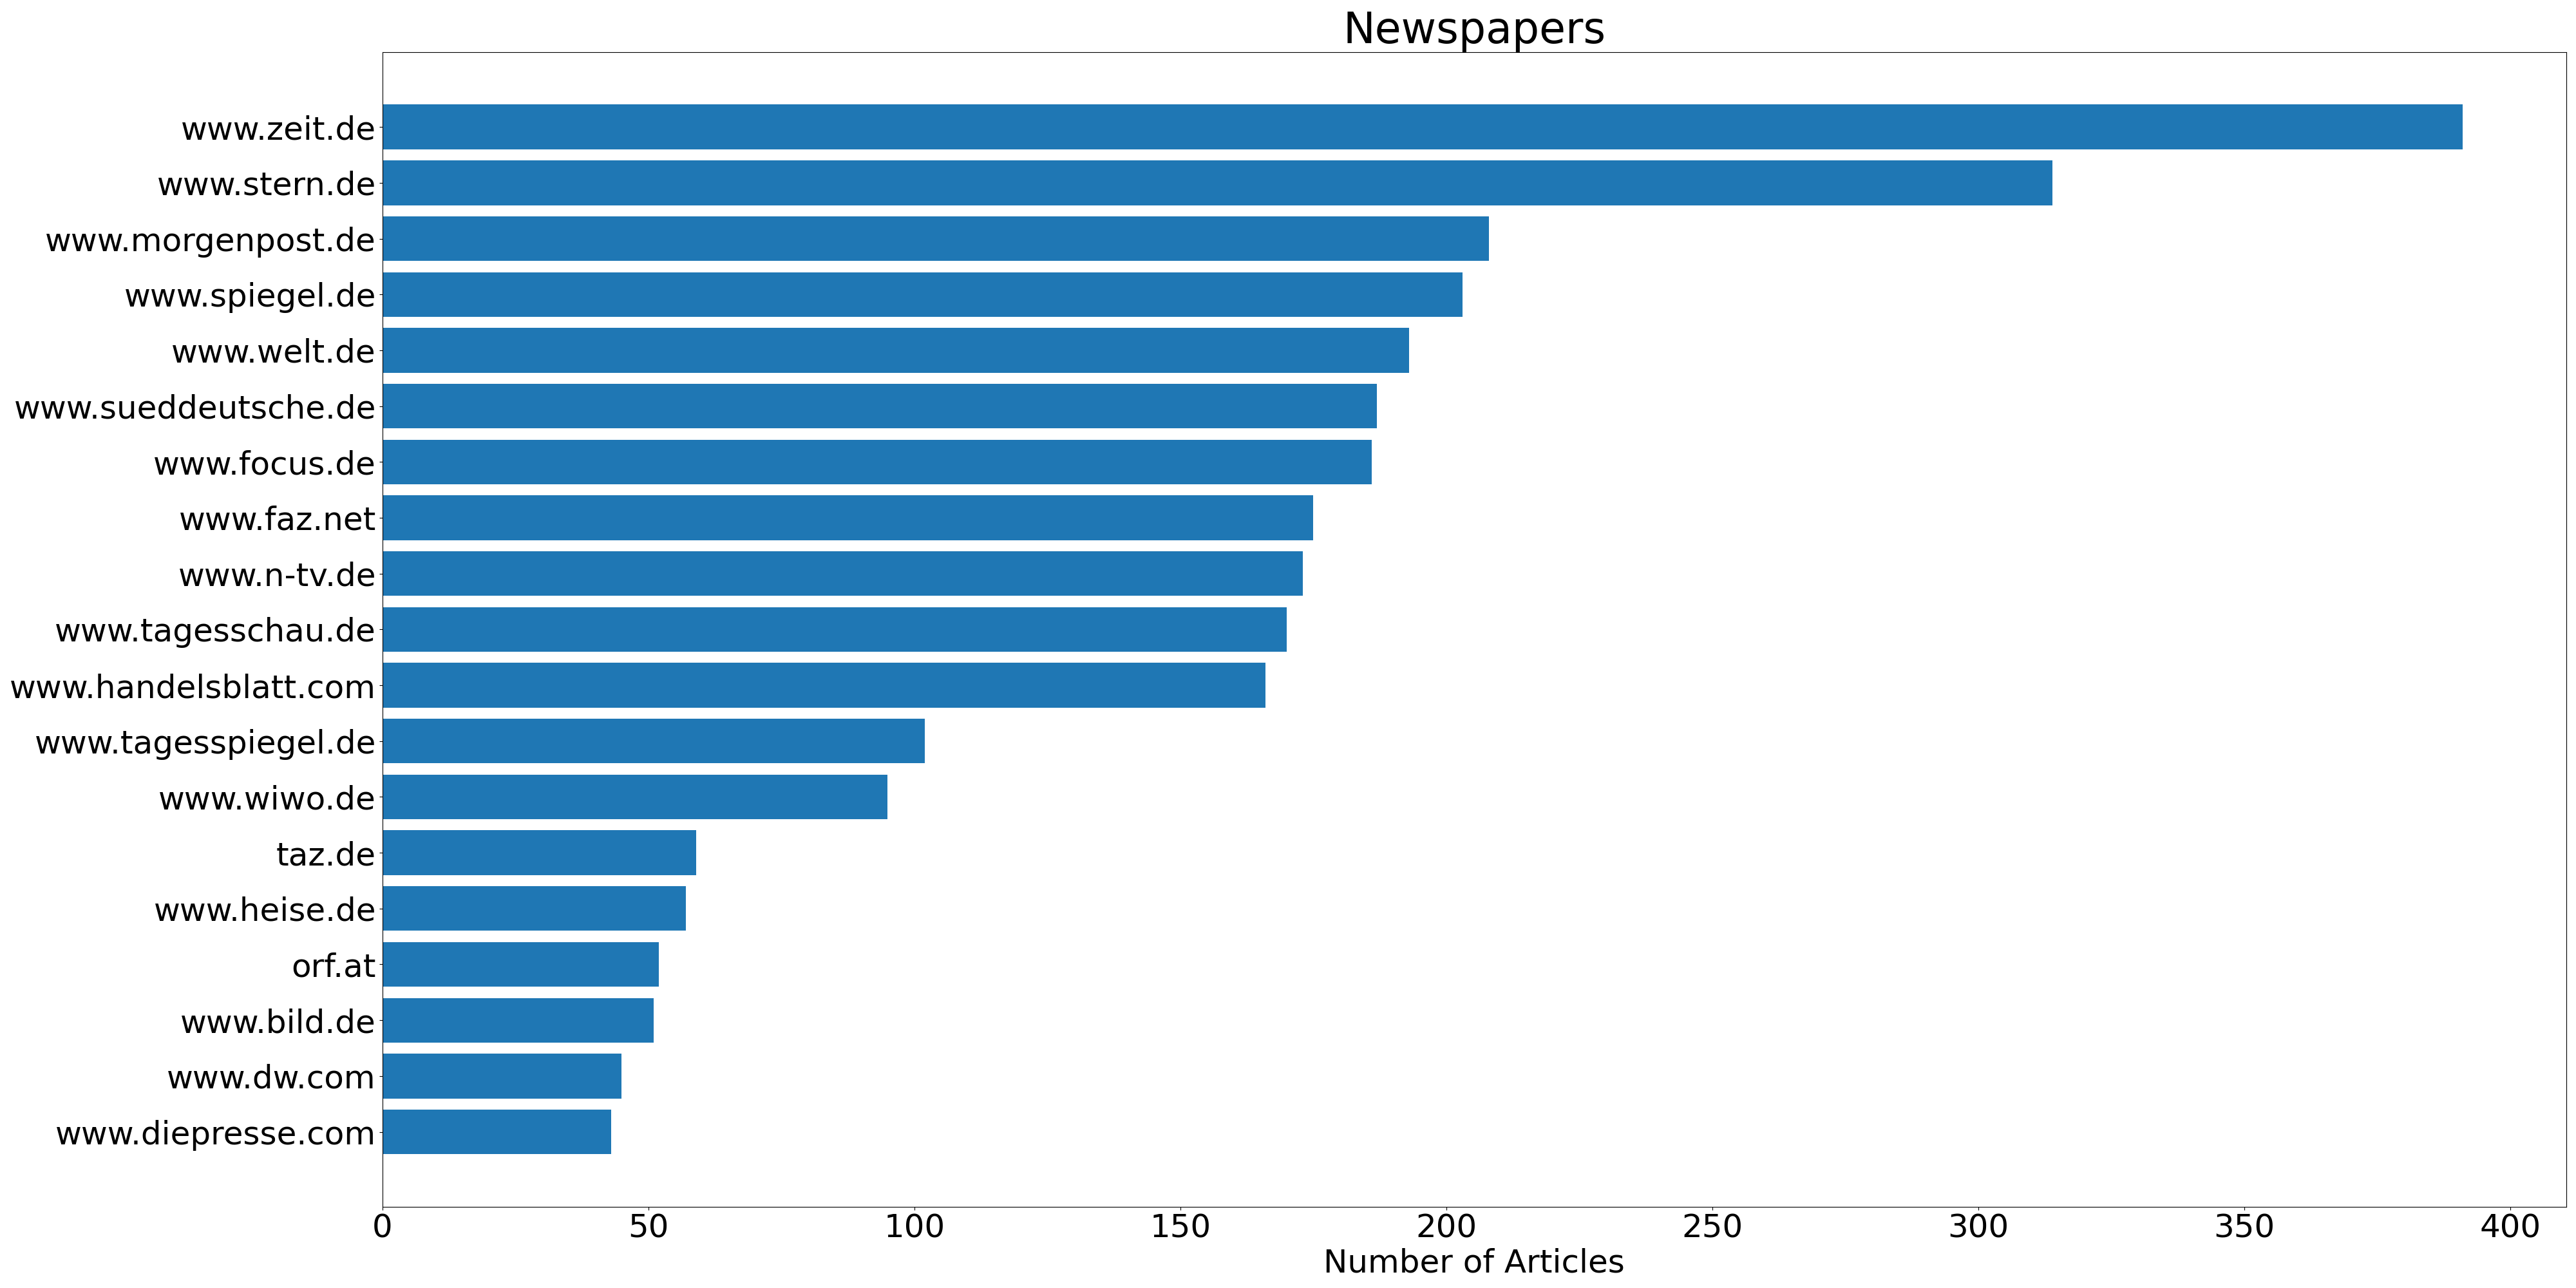 Newspapers
www.zeit.de
www.stern.de
www.morgenpost.de
www.spiegel.de
www.welt.de
www.sueddeutsche.de
www.focus.de
www.faz.net
www.n-tv.de
www.tagesschau.de
www.handelsblatt.com
www.tagesspiegel.de
www.wiwo.de
taz.de
www.heise.de
orf.at
www.bild.de
www.dw.com
www.diepresse.com
0 50 100 150 200 250 300 350 400
Number of Articles